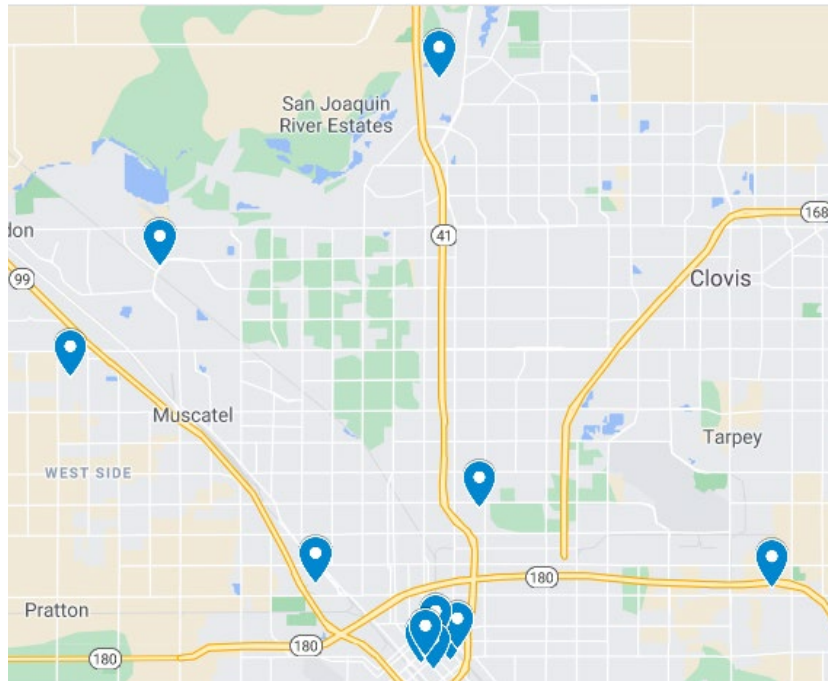 San Joaquin
River Estates
168
don
41
99
Clovis
Muscatel
Tarpey
WEST SIDE
180
Pratton
180
180